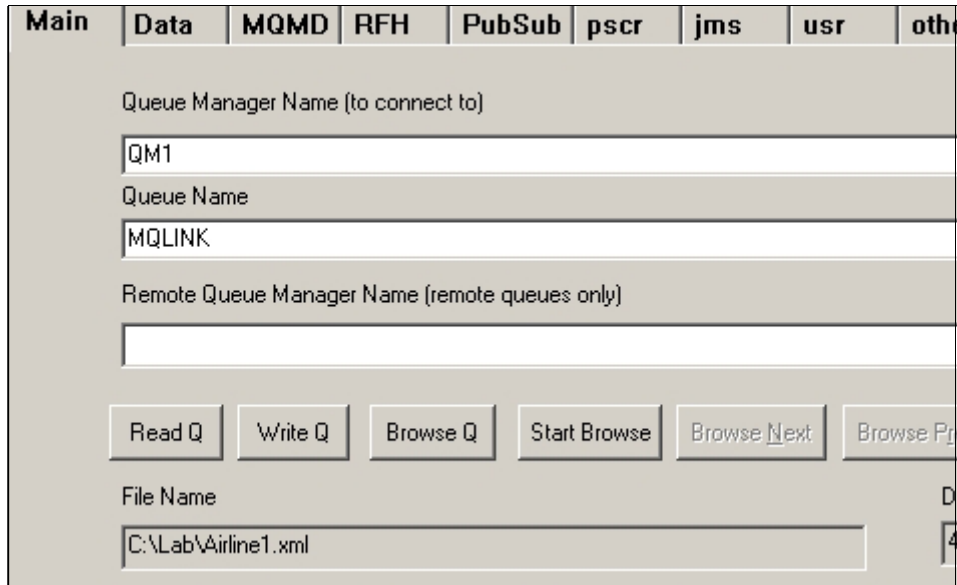 Main Data MQMD RFH PubSub pscr jms usr
Queue Manager Name (to connect to)
QM1
Queue Name
MQLINK
Remote Queue Manager Name (remote queues only)
Read Q Write Q Browse Q Start Browse Browse Next Browse
File Name
C:\Lab\Airline1.xml